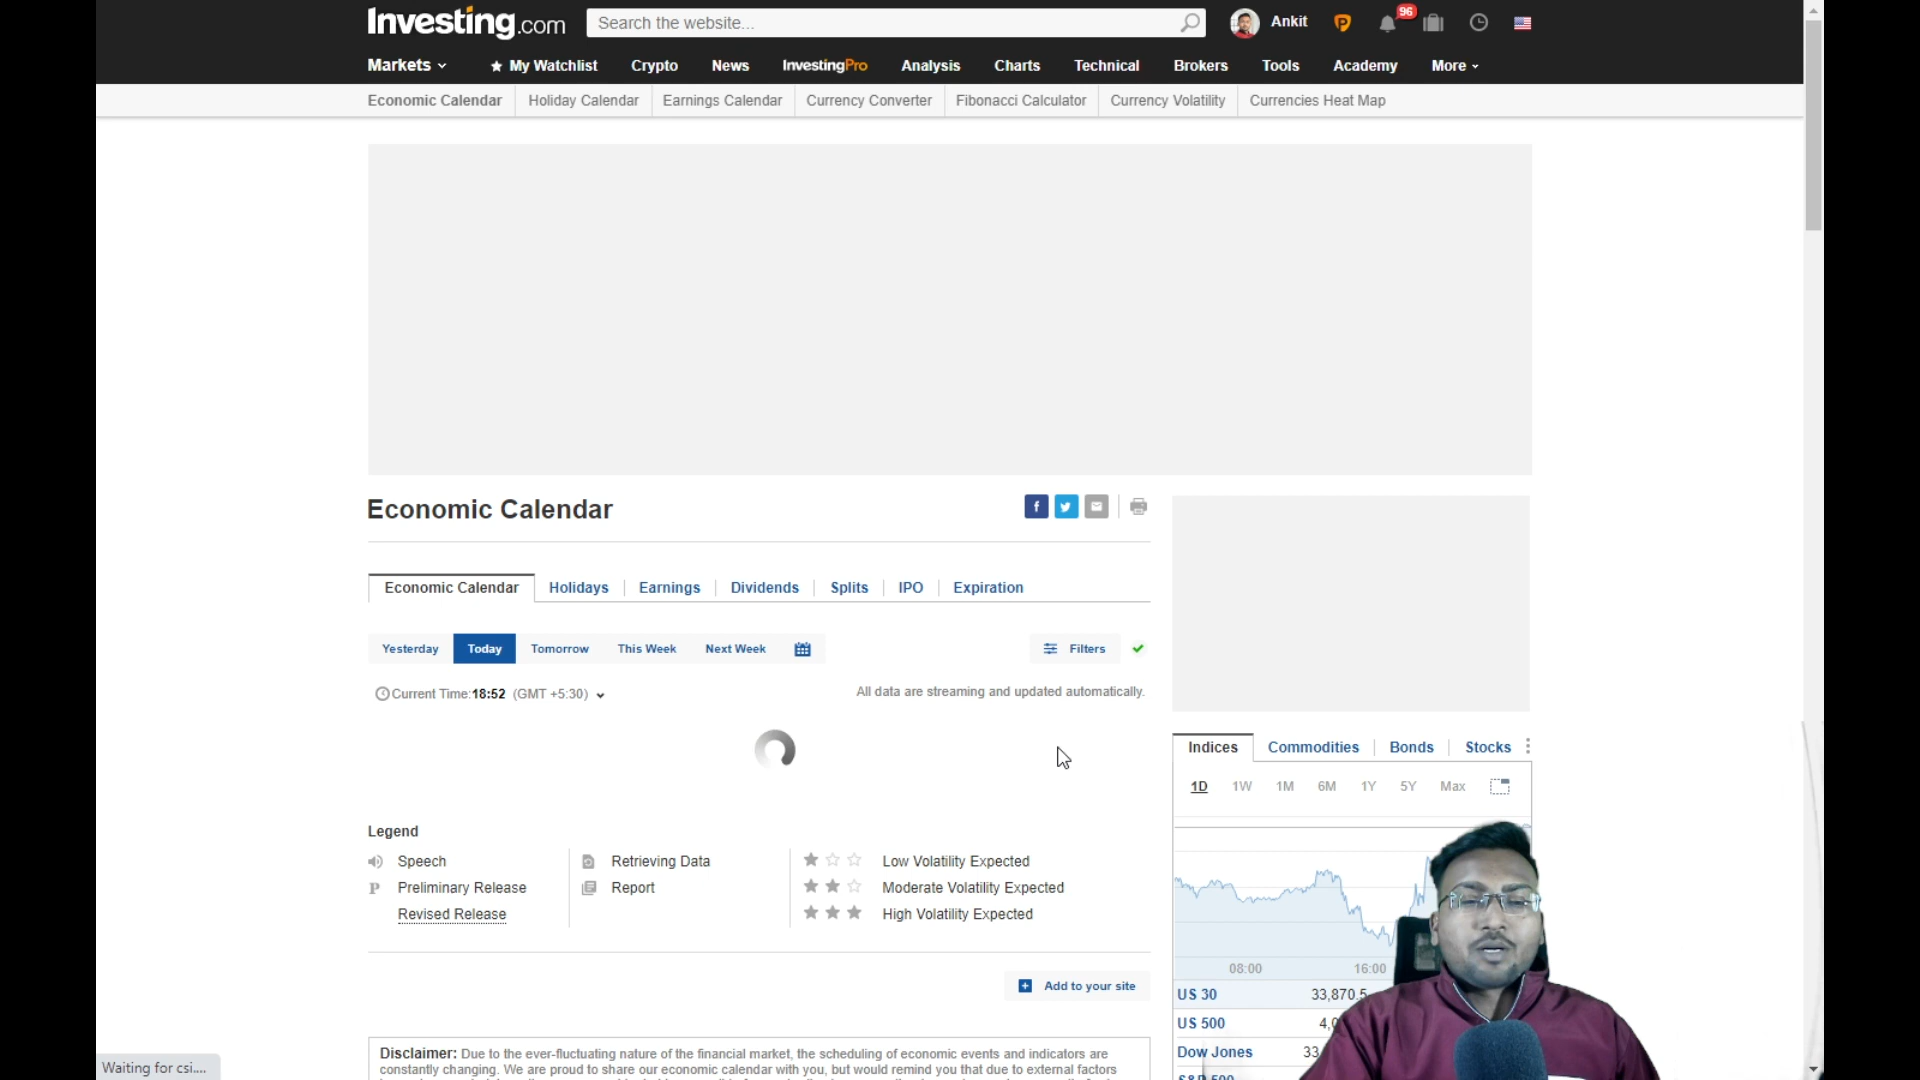 Investing.com
Search the website...
Ankit
96
Markets
My Watchlist
Crypto
News
InvestingPro
Analysis
Charts
Technical
Brokers
Tools
Academy
More
Economic Calendar
Holiday Calendar
Earnings Calendar
Currency Converter
Fibonacci Calculator
Currency Volatility
Currencies Heat Map
Economic Calendar
Economic Calendar
Holidays
Earnings
Dividends
Splits
IPO
Expiration
Yesterday
Today
Tomorrow
This Week
Next Week
Filters
Current Time:18:52 (GMT +5:30)
All data are streaming and updated automatically.
Indices
Commodities
Bonds
Stocks
1D
1W
1M
6M
1Y
5Y
Max
Legend
Speech
Retrieving Data
Low Volatility Expected
P Preliminary Release
Report
Moderate Volatility Expected
Revised Release
High Volatility Expected
08:00
16:00
Add to your site
US 30
33,870.5
US 500
4,0
Dow Jones
33
S&P 500
Disclaimer: Due to the ever-fluctuating nature of the financial market, the scheduling of economic events and indicators are
constantly changing. We are proud to share our economic calendar with you, but would remind you that due to external factors
Waiting for csi....